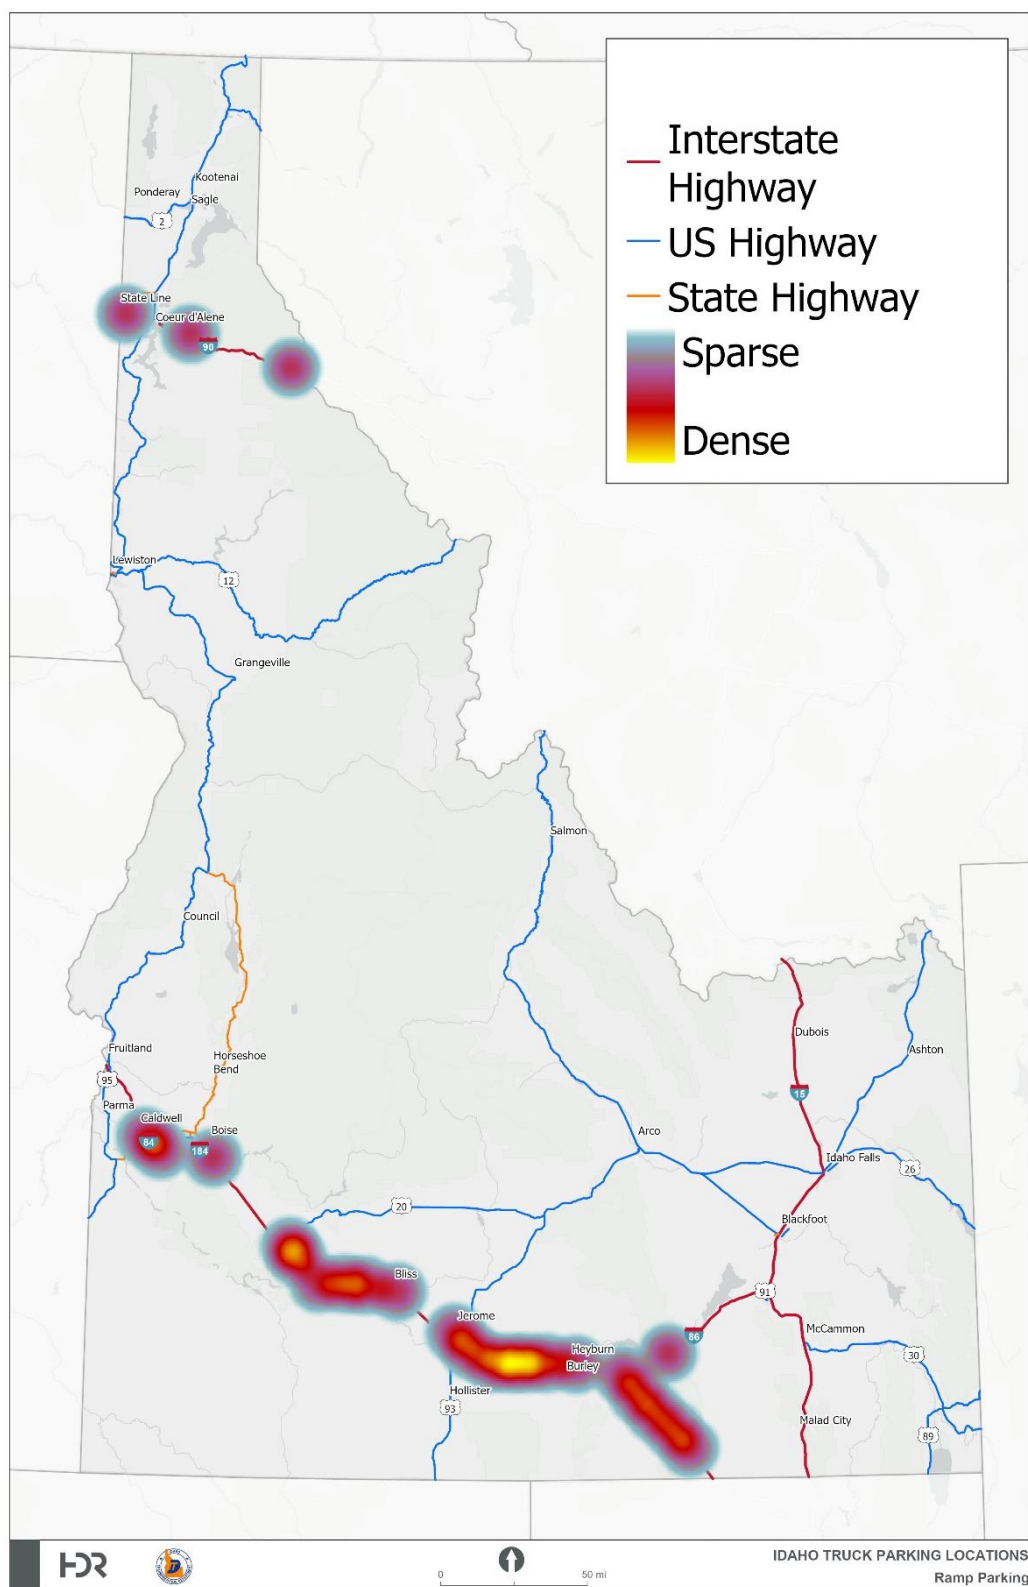 Interstate
Highway
US Highway
State Highway
Sparse
Dense
Kootenai
Ponderay
Sagle
2
State Line
Coeur d'Alene
90
Lewiston
12
Grangeville
Salmon
Council
Dubois
Ashton
Fruitland
Horseshoe
Bend
95
15
Parma
Caldwell
Boise
84
184
Arco
Idaho Falls
26
20
Blackfoot
Bliss
91
Jerome
86
McCammon
Heyburn
Burley
30
Hollister
93
Malad City
89
HDR
IDAHO TRUCK PARKING LOCATIONS
Ramp Parking
0 50 mi